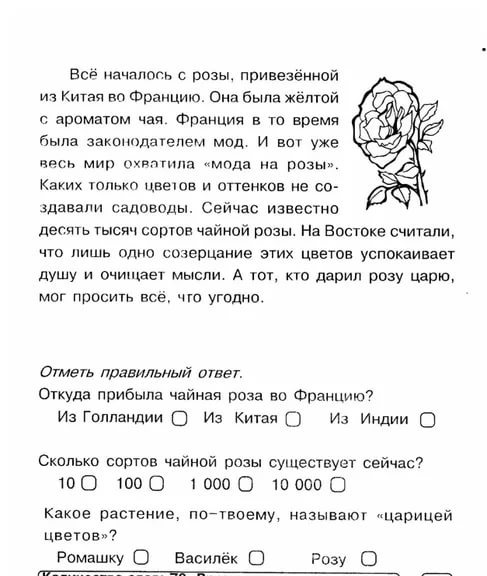 Всё началось с розы, привезённой
из Китая во Францию. Она была жёлтой
с ароматом чая. Франция в то время
была законодателем мод. И вот уже
весь мир охватила «мода на розы».
Каких только цветов и оттенков не со-
здавали садоводы. Сейчас известно
десять тысяч сортов чайной розы. На Востоке считали,
что лишь одно созерцание этих цветов успокаивает
душу и очищает мысли. А тот, кто дарил розу царю,
мог просить всё, что угодно.
Отметь правильный ответ.
Откуда прибыла чайная роза во Францию?
Из Голландии Из Китая Из Индии
Сколько сортов чайной розы существует сейчас?
10 100 1 000 10 000
Какое растение, по-твоему, называют «царицей
цветов»?
Ромашку Василёк Розу